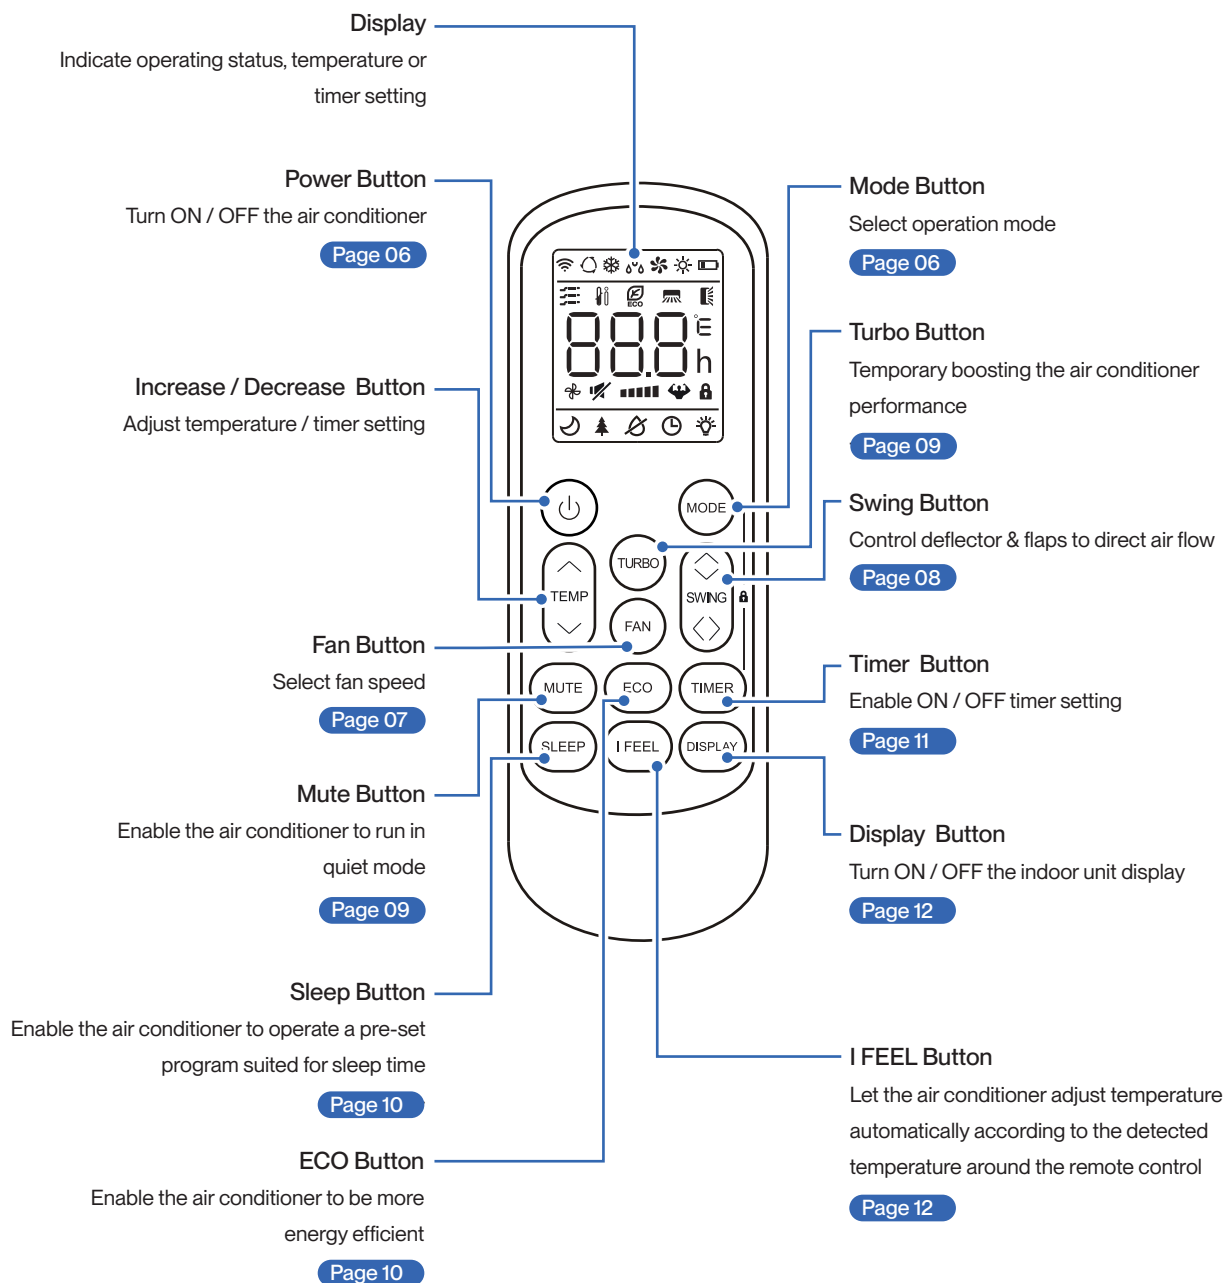 Display
Indicate operating status, temperature or
timer setting
Power Button
Turn ON / OFF the air conditioner
Page 06
Increase / Decrease Button
Adjust temperature / timer setting
Fan Button
Select fan speed
Page 07
Mute Button
Enable the air conditioner to run in
quiet mode
Page 09
Sleep Button
Enable the air conditioner to operate a pre-set
program suited for sleep time
Page 10
ECO Button
Enable the air conditioner to be more
energy efficient
Page 10
ECO
88.8
h
MODE
TURBO
TEMP
SWING
FAN
MUTE
ECO
TIMER
SLEEP
I FEEL
DISPLAY
Mode Button
Select operation mode
Page 06
Turbo Button
Temporary boosting the air conditioner
performance
Page 09
Swing Button
Control deflector & flaps to direct air flow
Page 08
Timer Button
Enable ON / OFF timer setting
Page 11
Display Button
Turn ON / OFF the indoor unit display
Page 12
I FEEL Button
Let the air conditioner adjust temperature
automatically according to the detected
temperature around the remote control
Page 12